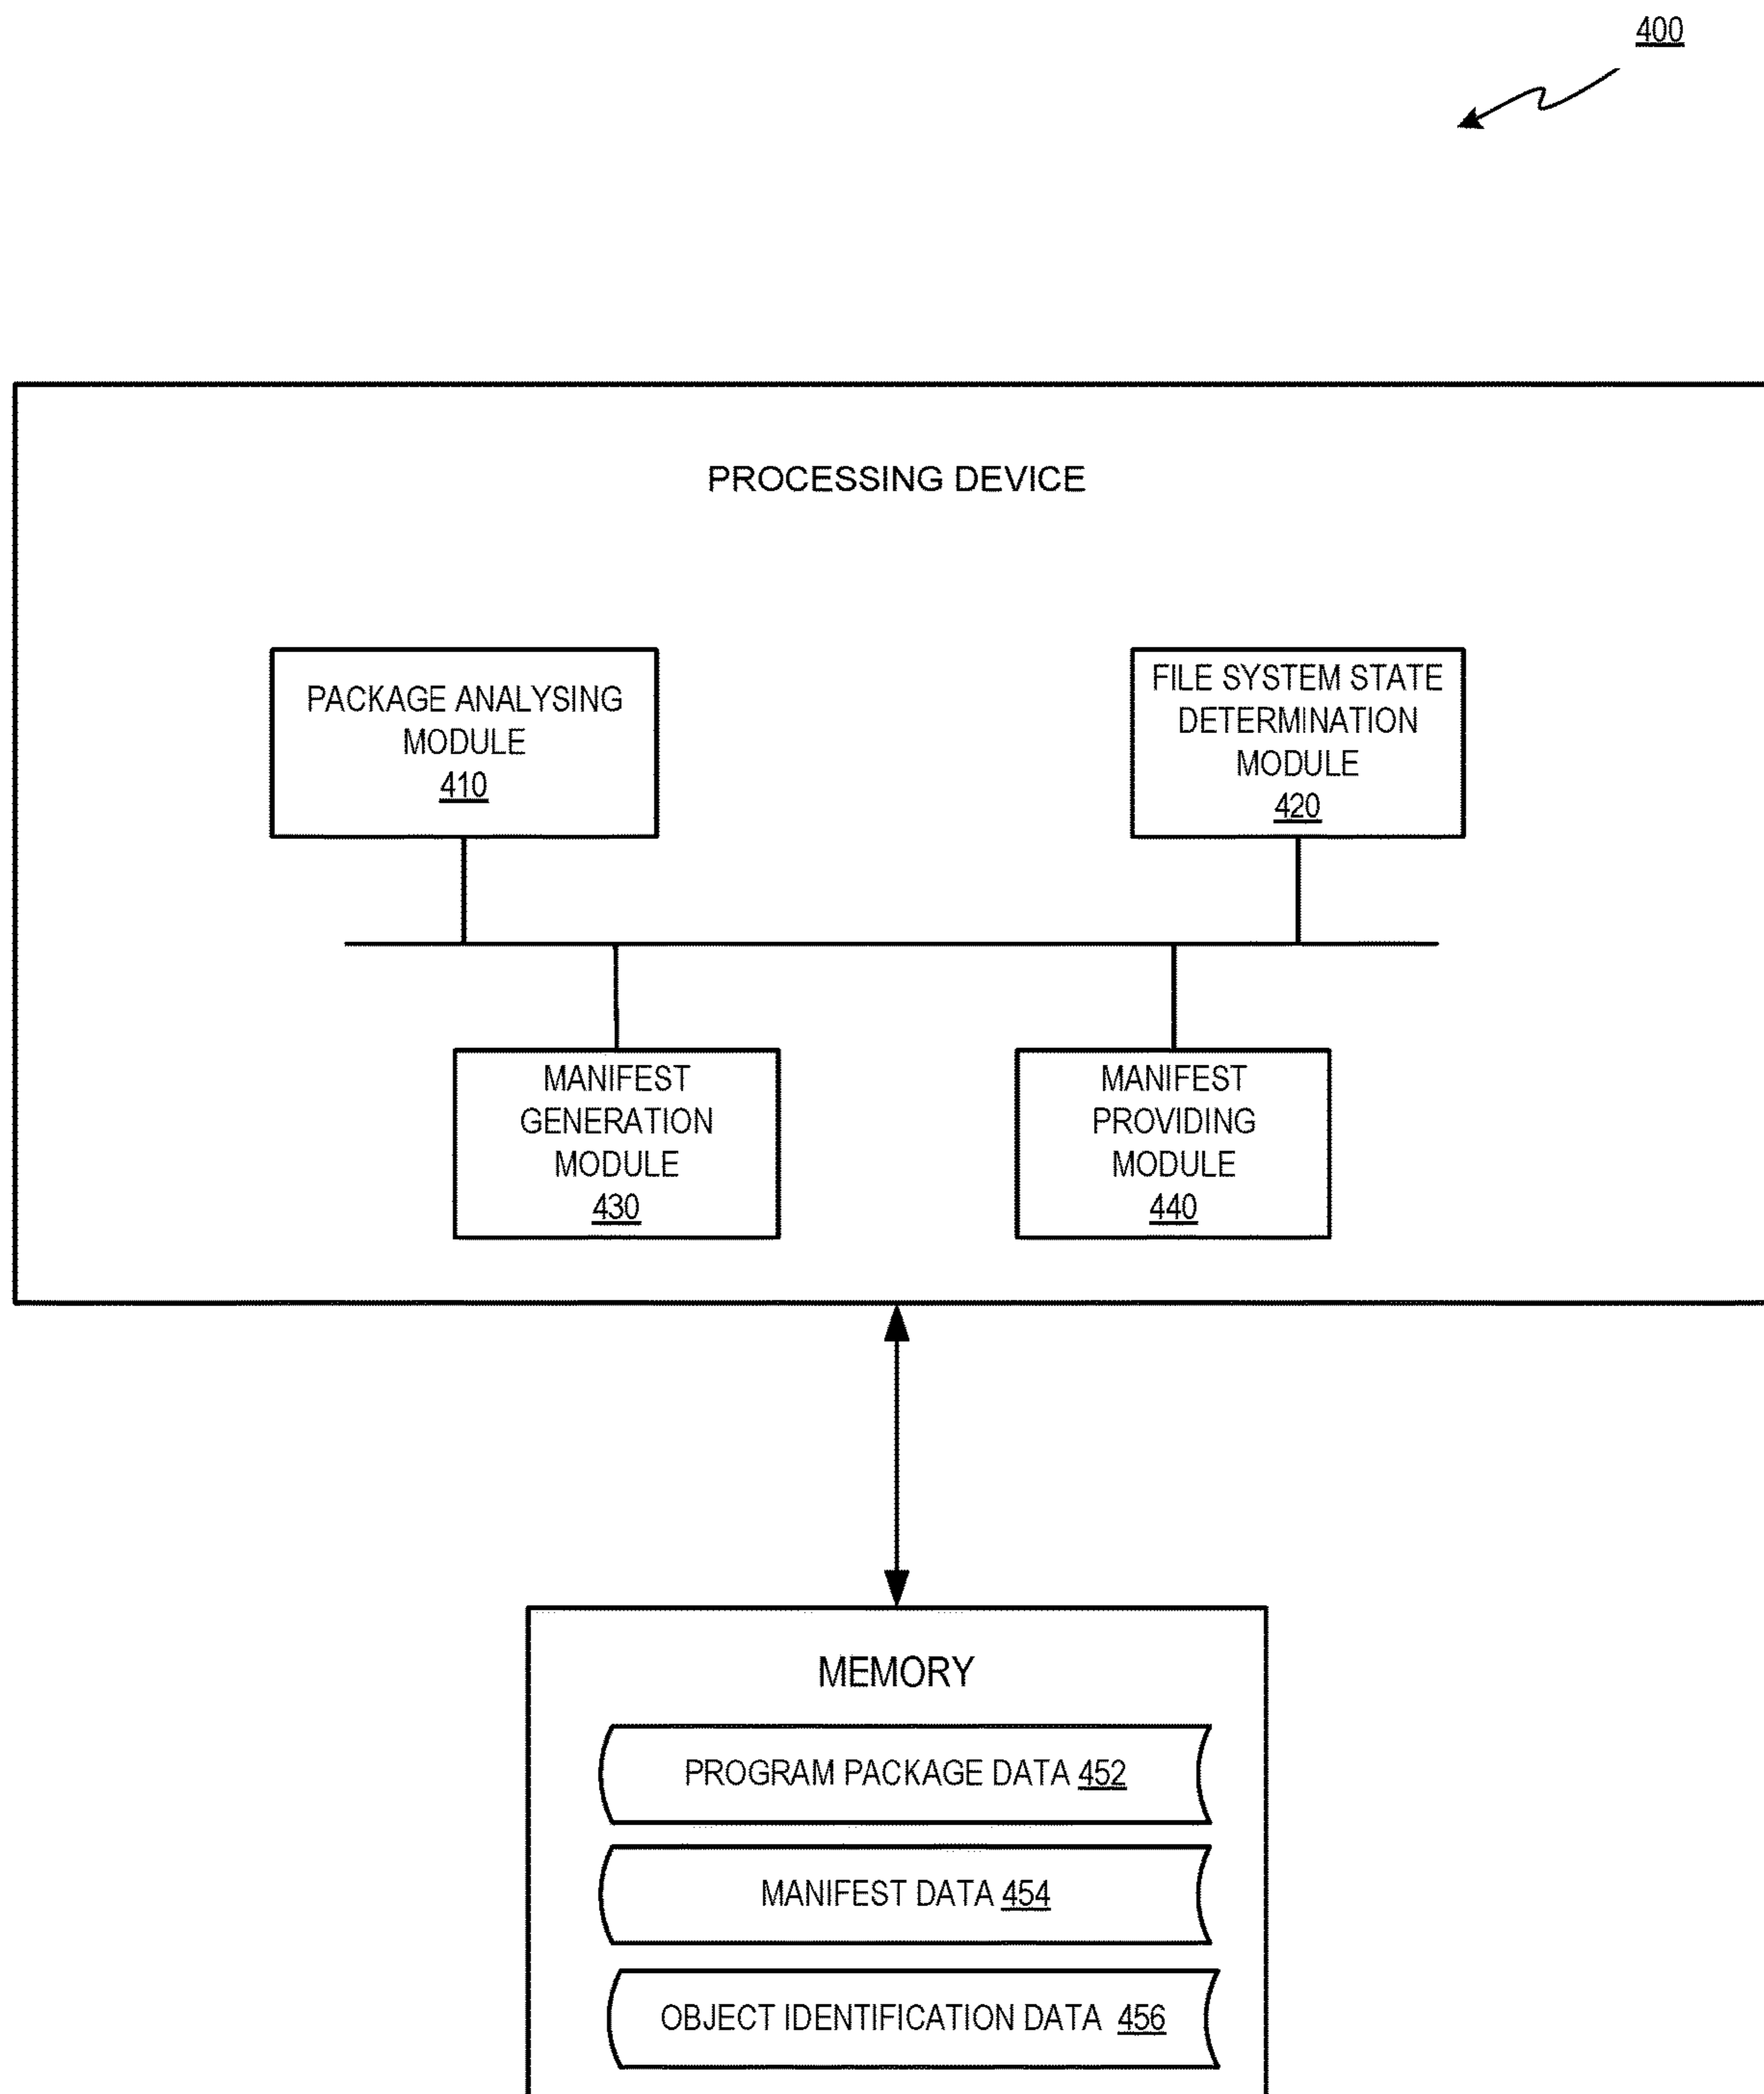 400
PROCESSING DEVICE
PACKAGE ANALYSING
MODULE
410
FILE SYSTEM STATE
DETERMINATION
MODULE
420
MANIFEST
GENERATION
MODULE
430
MANIFEST
PROVIDING
MODULE
440
MEMORY
PROGRAM PACKAGE DATA 452
MANIFEST DATA 454
OBJECT IDENTIFICATION DATA 456